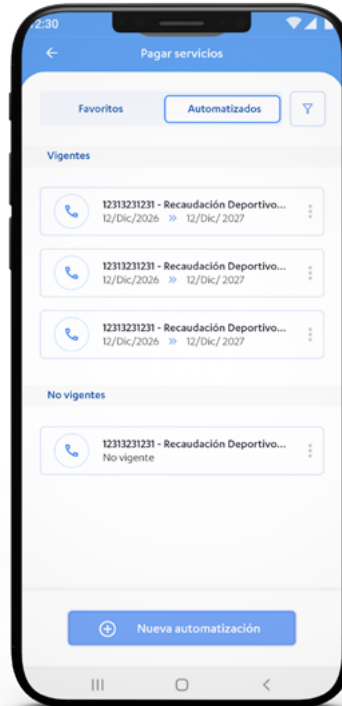 2:30
Pagar servicios
Favoritos
Automatizados
Vigentes
12313231231 - Recaudación Deportivo...
12/Dic/2026 » 12/Dic/ 2027
12313231231 - Recaudación Deportivo...
12/Dic/2026 » 12/Dic/ 2027
12313231231 - Recaudación Deportivo...
12/Dic/2026 » 12/Dic/ 2027
No vigentes
12313231231 - Recaudación Deportivo...
No vigente
Nueva automatización